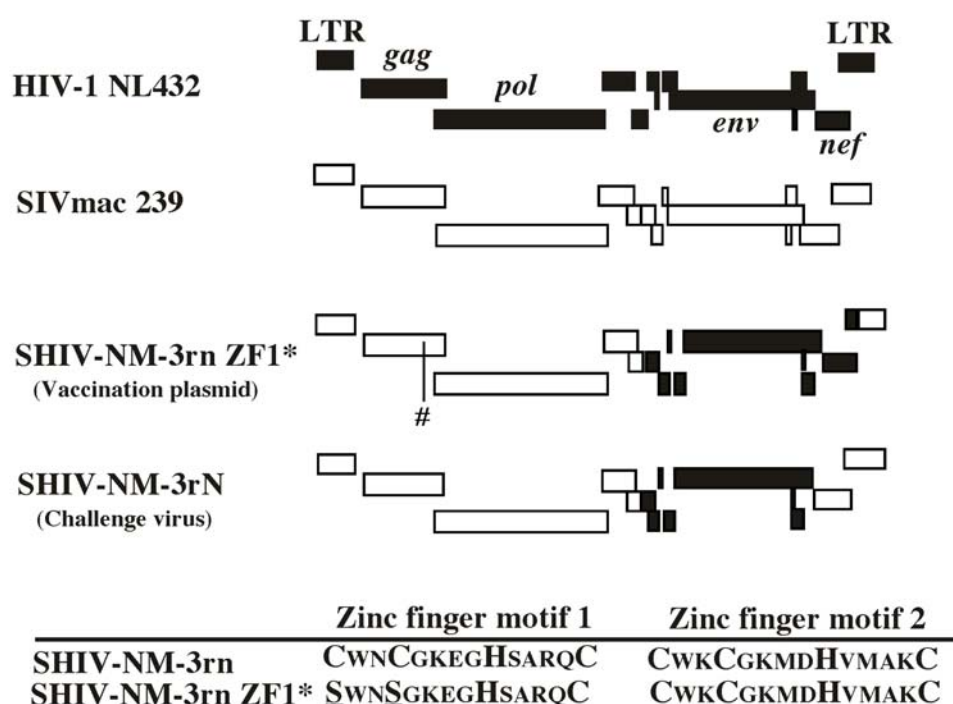 LTR LTR
gag
HIV-1 NL432
pol
env
nef
SIVmac 239
SHIV-NM-3rn ZF1*
(Vaccination plasmid)
#
SHIV-NM-3rN
(Challenge virus)
Zinc finger motif 1 Zinc finger motif 2
SHIV-NM-3rn CWNCGKEGHSARQC CWKCGKMDHVMAKC
SHIV-NM-3rn ZF1* SWNSGKEGHSARQC CWKCGKMDHVMAKC